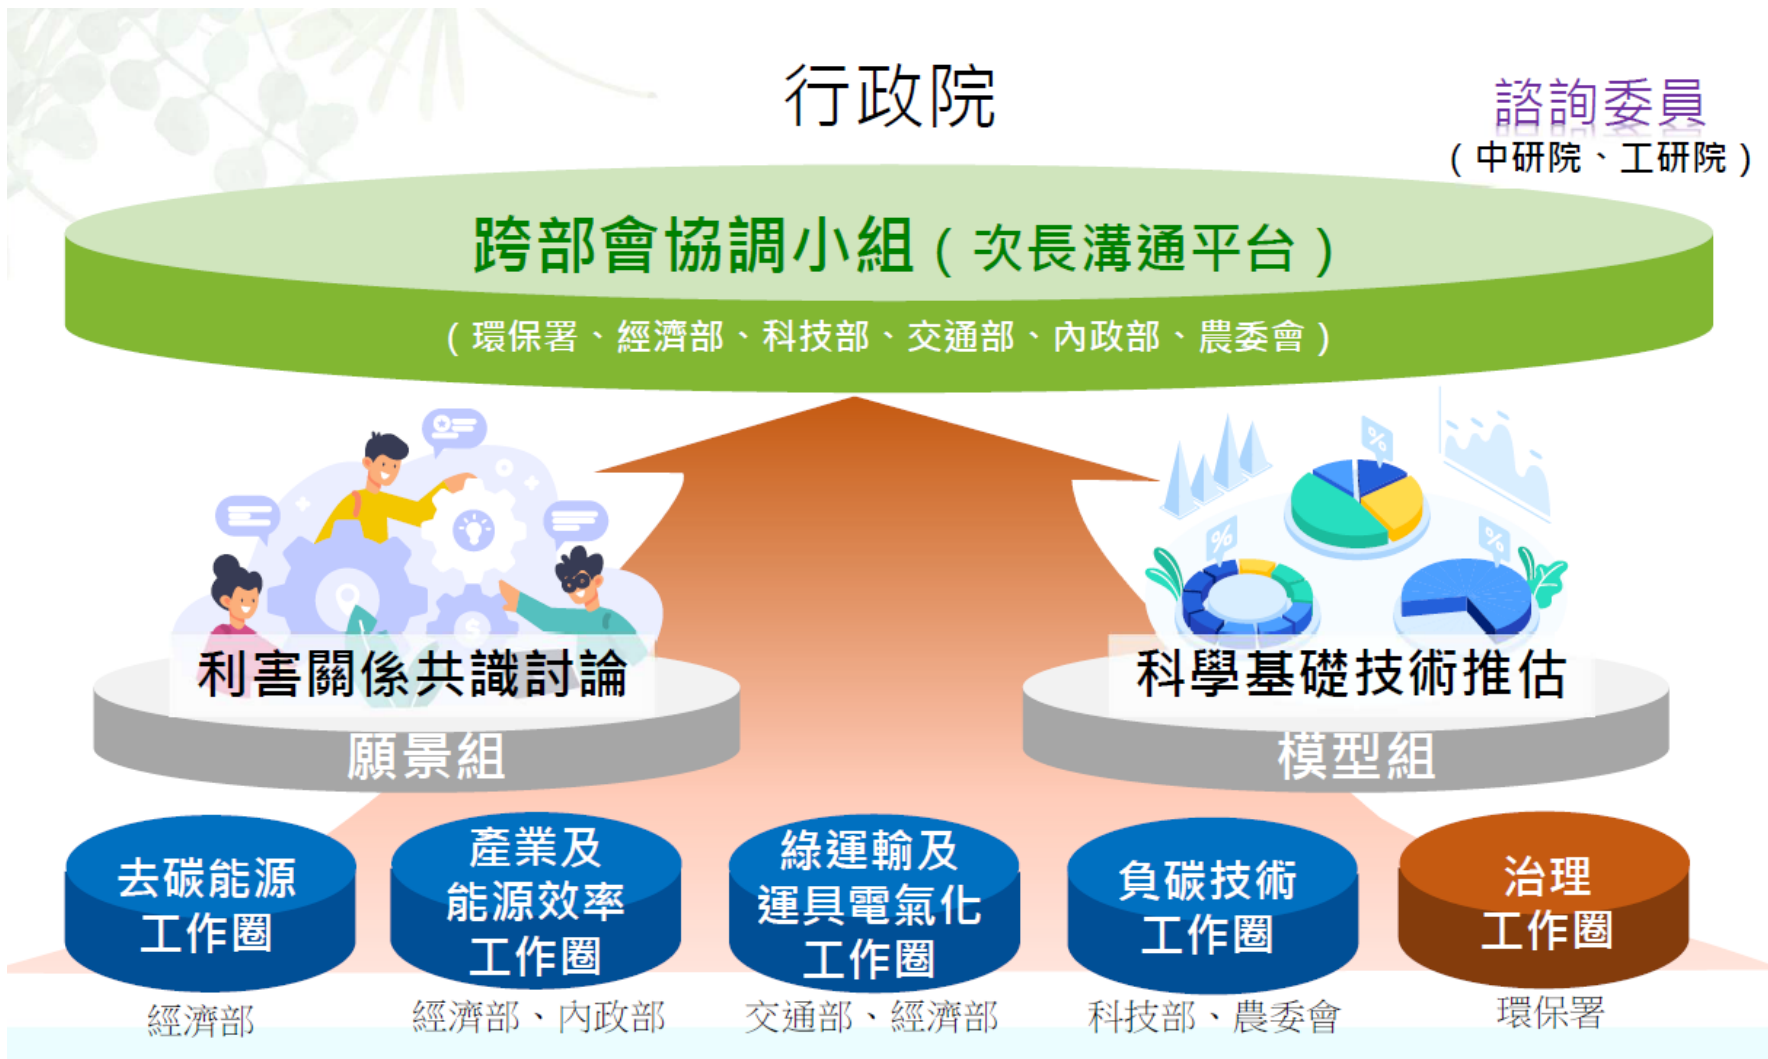 行政院
諮詢委員
（中研院、工研院）
跨部會協調小組（次長溝通平台）
（環保署、經濟部、科技部、交通部、內政部、農委會）
利害關係共識討論
願景組
科學基礎技術推估
模型組
%
%
%
$
去碳能源
工作圈
經濟部
產業及
能源效率
工作圈
經濟部、內政部
綠運輸及
運具電氣化
工作圈
交通部、經濟部
負碳技術
工作圈
科技部、農委會
治理
工作圈
環保署